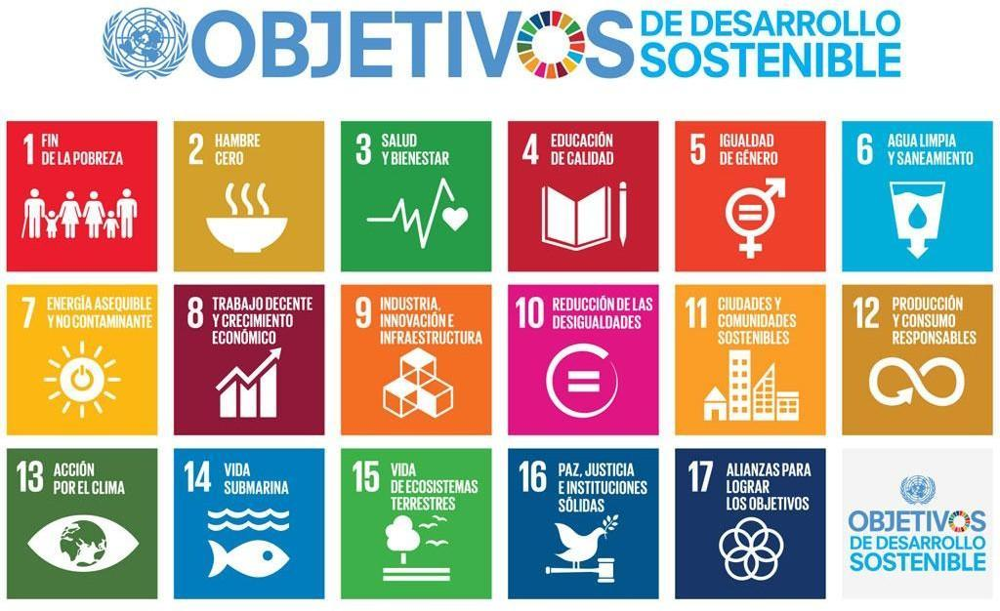 OBJETIVOS
DE DESARROLLO
SOSTENIBLE
1 FIN
DE LA POBREZA
2 HAMBRE
CERO
3 SALUD
Y BIENESTAR
4 EDUCACIÓN
DE CALIDAD
5 IGUALDAD
DE GÉNERO
6 AGUA LIMPIA
Y SANEAMIENTO
7 ENERGÍA ASEQUIBLE
Y NO CONTAMINANTE
8 TRABAJO DECENTE
Y CRECIMIENTO
ECONÓMICO
9 INDUSTRIA,
INNOVACIÓN E
INFRAESTRUCTURA
10 REDUCCIÓN DE LAS
DESIGUALDADES
11 CIUDADES Y
COMUNIDADES
SOSTENIBLES
12 PRODUCCIÓN
Y CONSUMO
RESPONSABLES
13 ACCIÓN
POR EL CLIMA
14 VIDA
SUBMARINA
15 VIDA
DE ECOSISTEMAS
TERRESTRES
16 PAZ, JUSTICIA
E INSTITUCIONES
SÓLIDAS
17 ALIANZAS PARA
LOGRAR
LOS OBJETIVOS
OBJETIVOS
DE DESARROLLO
SOSTENIBLE